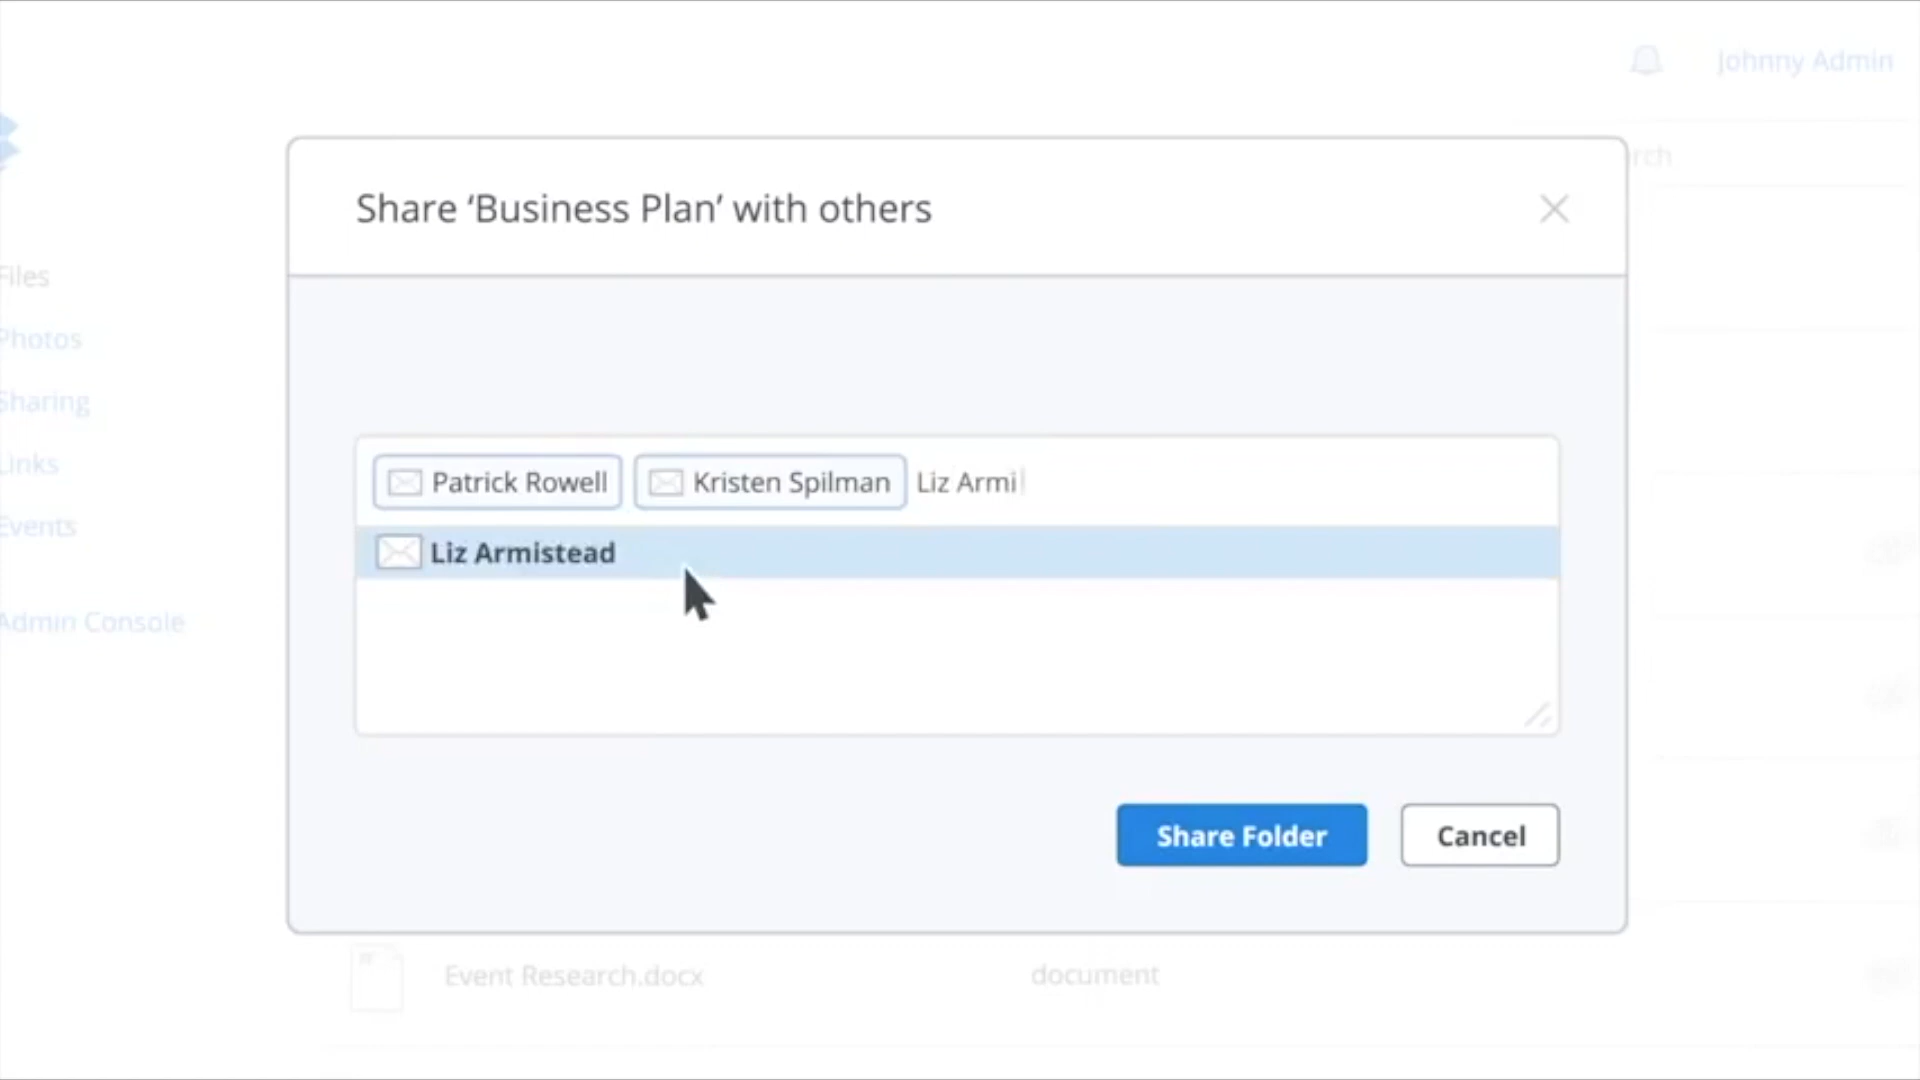 Johnny Admin
rch
Share ‘Business Plan’ with others
Files
Photos
Sharing
Links
Events
Admin Console
Patrick Rowell Kristen Spilman Liz Armi
Liz Armistead
Share Folder Cancel
Event Research.docx document